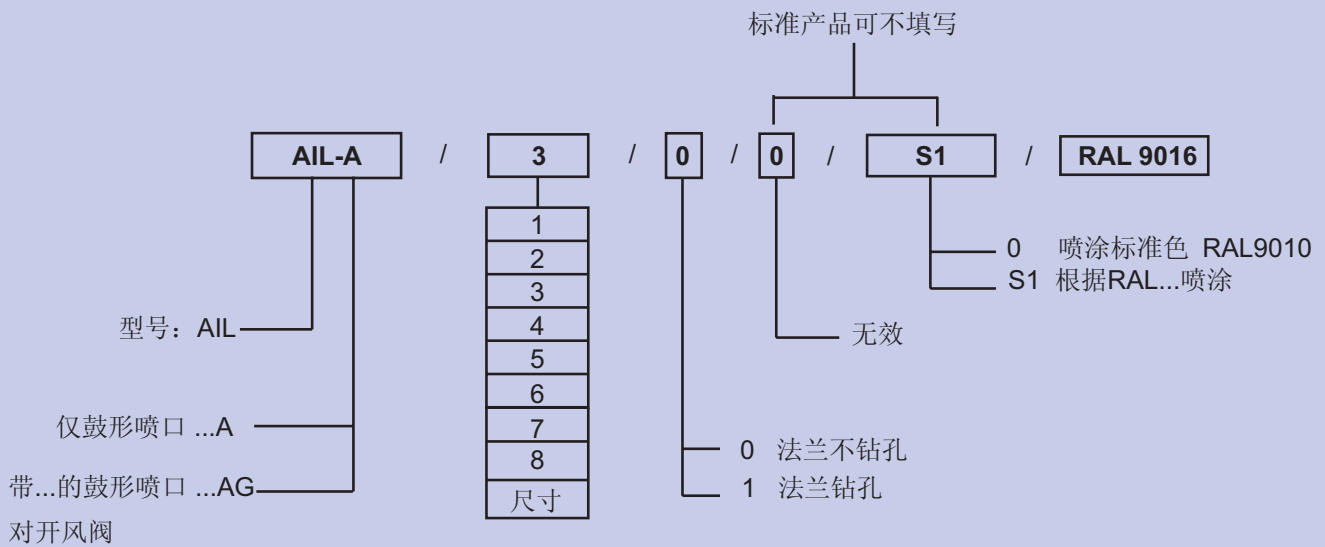 标准产品可不填写
AIL-A / 3 / 0 / 0 / S1 / RAL 9016
1
2
3
4
5
6
7
8
尺寸
0 喷涂标准色 RAL9010
S1 根据RAL...喷涂
无效
型号：AIL
仅鼓形喷口 ...A
带...的鼓形喷口 ...AG
对开风阀
0 法兰不钻孔
1 法兰钻孔